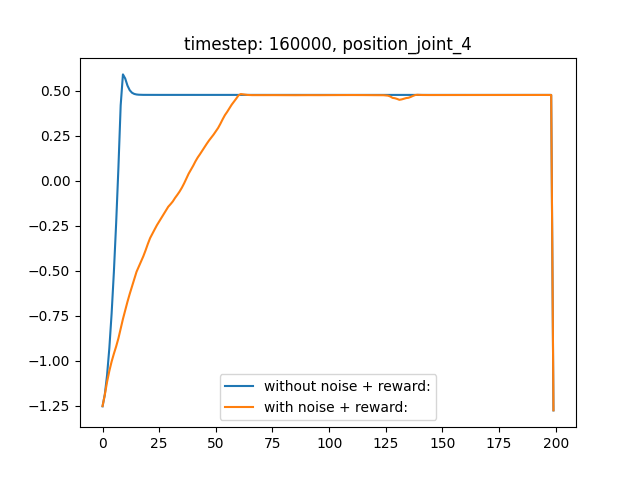 timestep: 160000, position_joint_4
0.50
0.25
0.00
−0.25
−0.50
−0.75
−1.00
−1.25
without noise + reward:
with noise + reward:
0 25 50 75 100 125 150 175 200